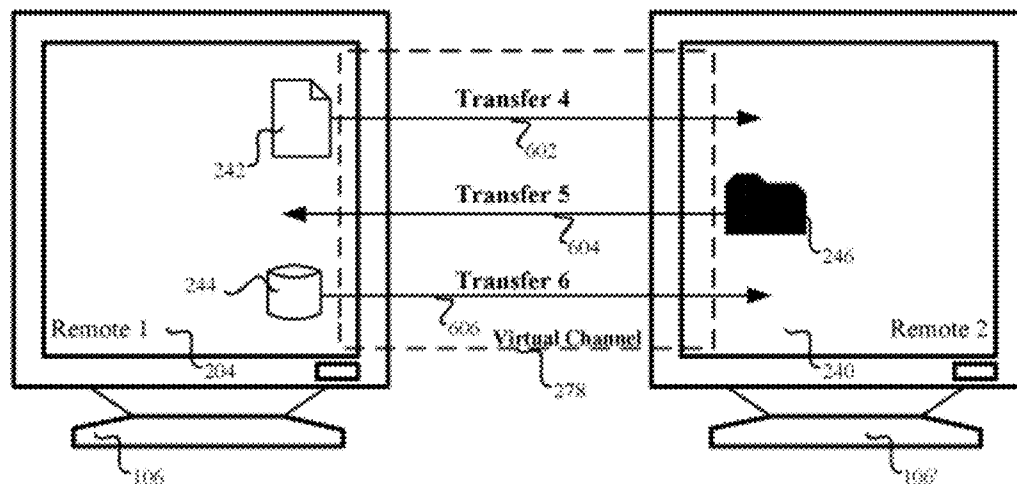 Transfer 4
602
242
Transfer 5
604
246
244
Transfer 6
606
Remote 1
Virtual Channel
Remote 2
204
278
240
106
106'